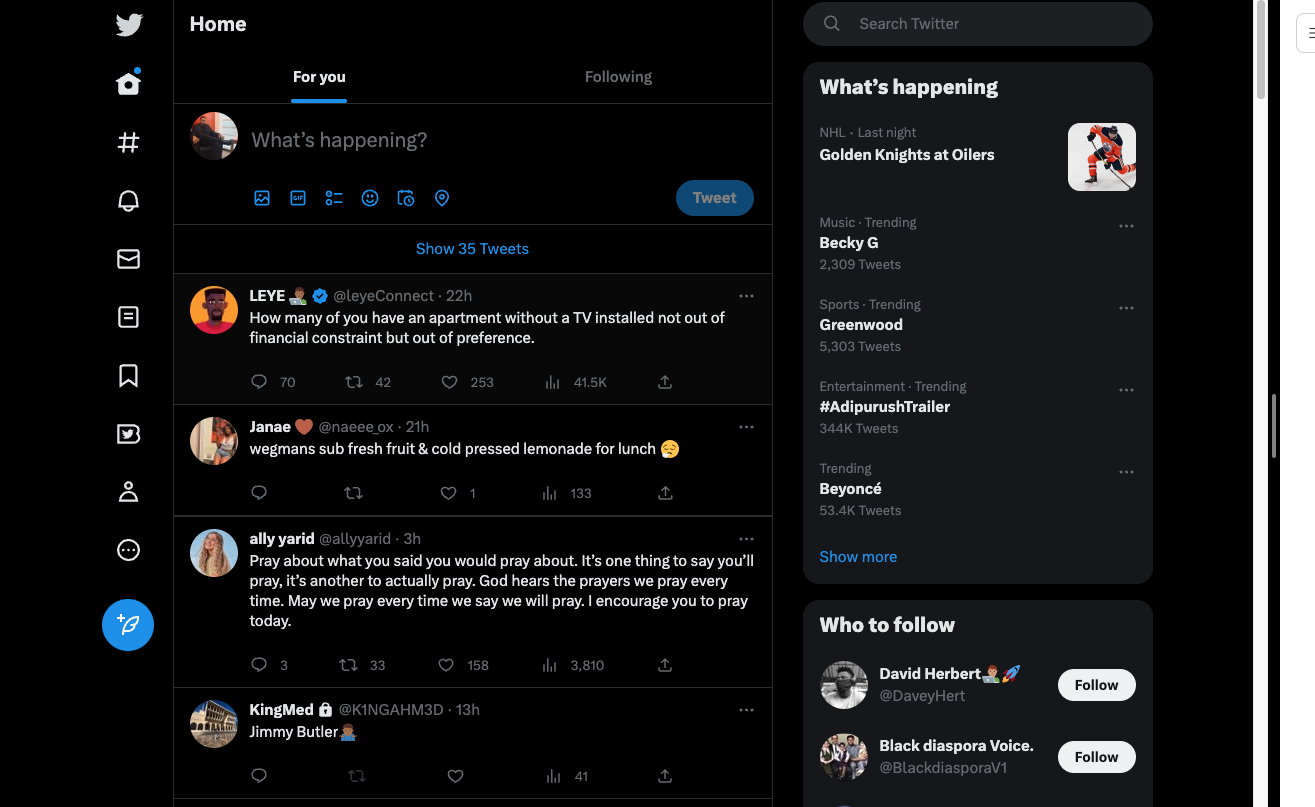 Home
For you
Following
What’s happening?
GIF
Tweet
Show 35 Tweets
LEYE 👨🏾‍💻 @leyeConnect · 22h
How many of you have an apartment without a TV installed not out of
financial constraint but out of preference.
70 42 253 41.5K
Janae 🤎 @naeee_ox · 21h
wegmans sub fresh fruit & cold pressed lemonade for lunch 😮‍💨
1 133
ally yarid @allyyarid · 3h
Pray about what you said you would pray about. It’s one thing to say you’ll
pray, it’s another to actually pray. God hears the prayers we pray every
time. May we pray every time we say we will pray. I encourage you to pray
today.
3 33 158 3,810
KingMed @K1NGAHM3D · 13h
Jimmy Butler🤦🏾‍♂️
41
Search Twitter
What’s happening
NHL · Last night
Golden Knights at Oilers
Music · Trending
Becky G
2,309 Tweets
Sports · Trending
Greenwood
5,303 Tweets
Entertainment · Trending
#AdipurushTrailer
344K Tweets
Trending
Beyoncé
53.4K Tweets
Show more
Who to follow
David Herbert👨🏾‍💻🚀
@DaveyHert
Follow
Black diaspora Voice.
@BlackdiasporaV1
Follow